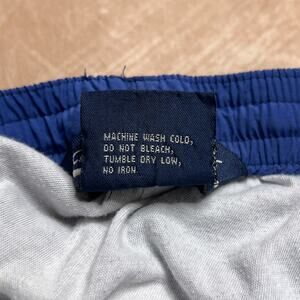 MACHINE WASH COLD,
DO NOT BLEACH,
TUMBLE DRY LOW,
NO IRON.